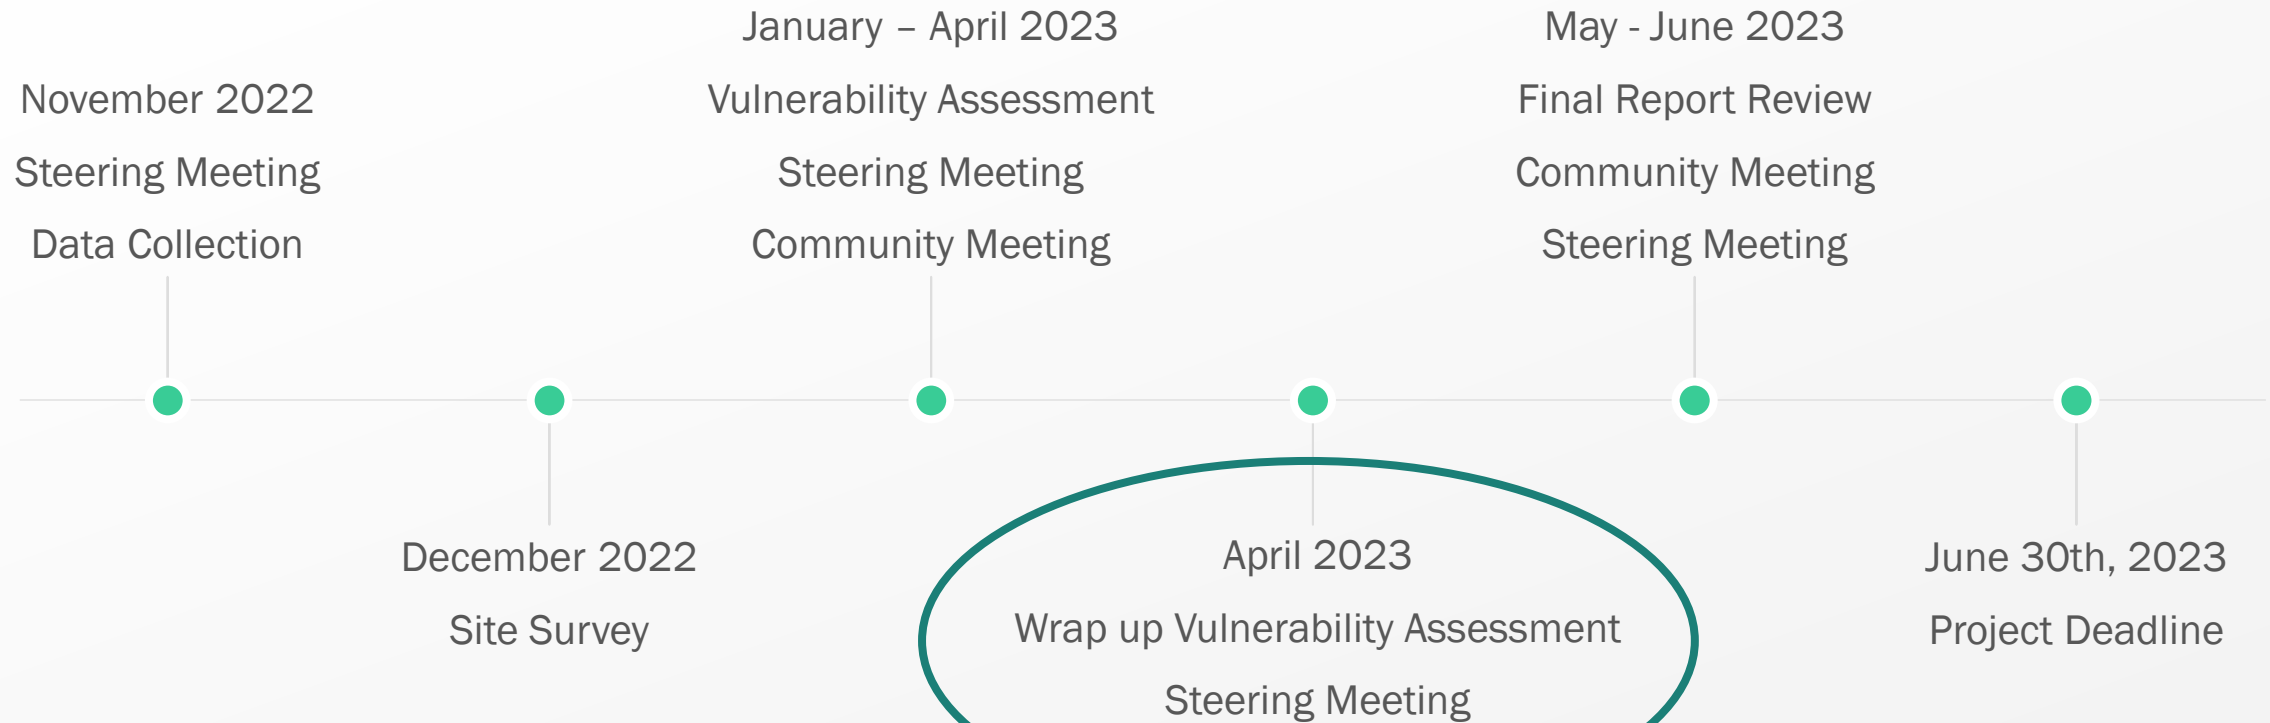 November 2022
Steering Meeting
Data Collection
December 2022
Site Survey
January – April 2023
Vulnerability Assessment
Steering Meeting
Community Meeting
April 2023
Wrap up Vulnerability Assessment
Steering Meeting
May - June 2023
Final Report Review
Community Meeting
Steering Meeting
June 30th, 2023
Project Deadline